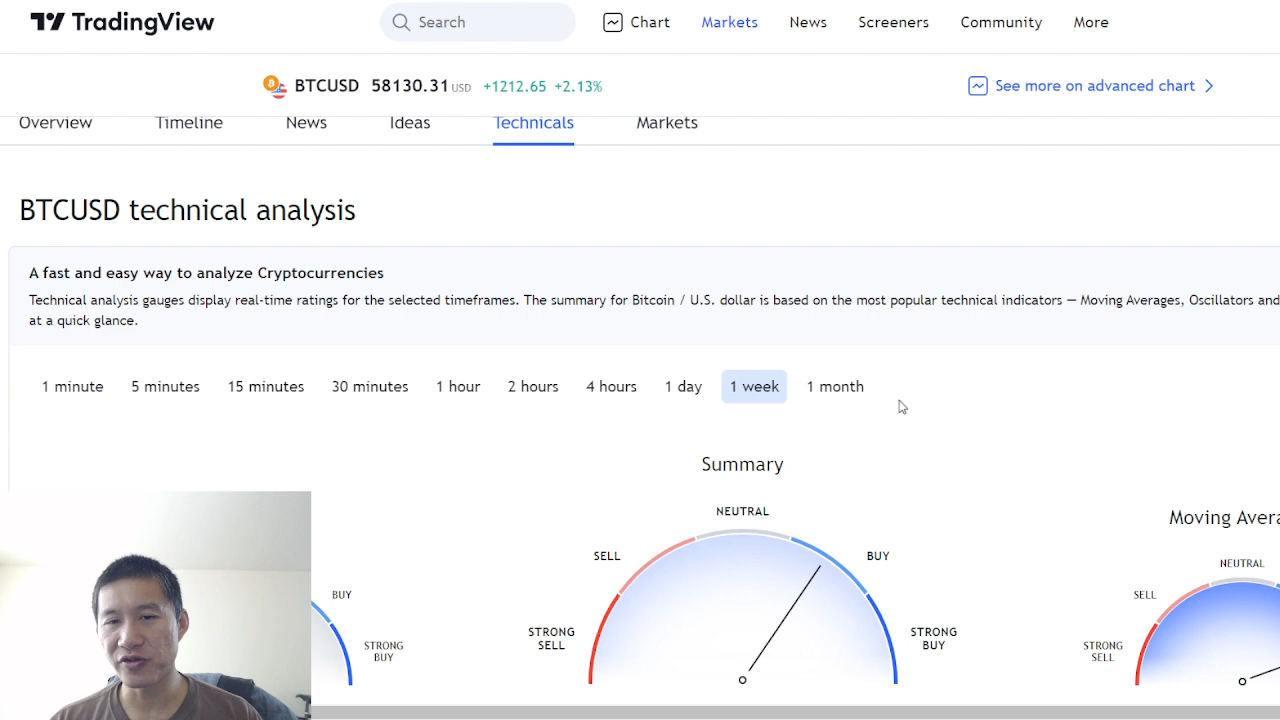 TradingView
Search
Chart
Markets
News
Screeners
Community
More
BTCUSD 58130.31 USD +1212.65 +2.13%
See more on advanced chart
Overview
Timeline
News
Ideas
Technicals
Markets
BTCUSD technical analysis
A fast and easy way to analyze Cryptocurrencies
Technical analysis gauges display real-time ratings for the selected timeframes. The summary for Bitcoin / U.S. dollar is based on the most popular technical indicators — Moving Averages, Oscillators and
at a quick glance.
1 minute
5 minutes
15 minutes
30 minutes
1 hour
2 hours
4 hours
1 day
1 week
1 month
Summary
NEUTRAL
SELL
BUY
STRONG
SELL
STRONG
BUY
BUY
STRONG
BUY
Moving Avera
NEUTRAL
SELL
STRONG
SELL